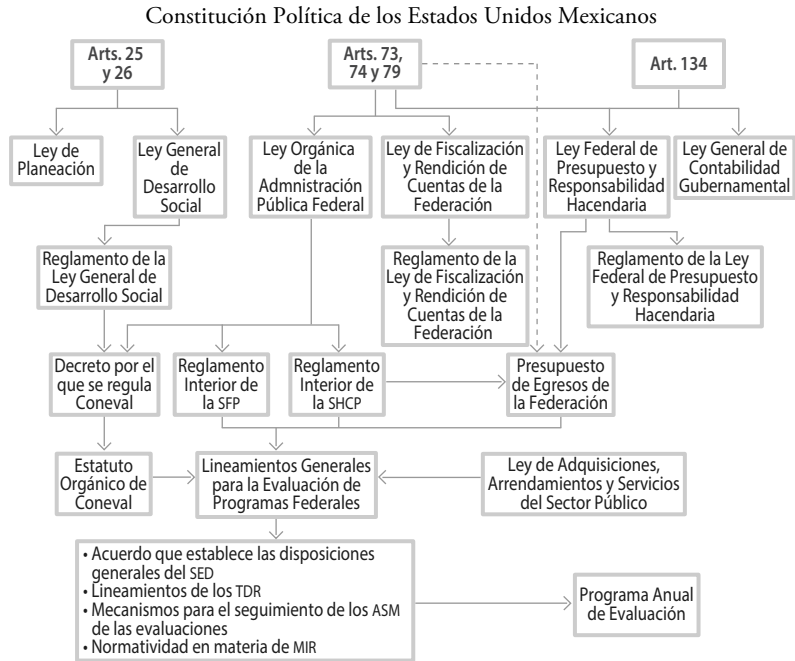 Constitución Política de los Estados Unidos Mexicanos
Arts. 25
y 26
Arts. 73,
74 y 79
Art. 134
Ley de
Planeación
Ley General
de
Desarrollo
Social
Ley Orgánica
de la
Admnistración
Pública Federal
Ley de Fiscalización
y Rendición de
Cuentas de la
Federación
Ley Federal de
Presupuesto y
Responsabilidad
Hacendaria
Ley General de
Contabilidad
Gubernamental
Reglamento de la
Ley General de
Desarrollo Social
Reglamento de la
Ley de Fiscalización
y Rendición de
Cuentas de la
Federación
Reglamento de la Ley
Federal de Presupuesto
y Responsabilidad
Hacendaria
Decreto por el
que se regula
Coneval
Reglamento
Interior de
la SFP
Reglamento
Interior de
la SHCP
Presupuesto
de Egresos de
la Federación
Estatuto
Orgánico de
Coneval
Lineamientos Generales
para la Evaluación de
Programas Federales
Ley de Adquisiciones,
Arrendamientos y Servicios
del Sector Público
• Acuerdo que establece las disposiciones
generales del SED
• Lineamientos de los TDR
• Mecanismos para el seguimiento de los ASM
de las evaluaciones
• Normatividad en materia de MIR
Programa Anual
de Evaluación